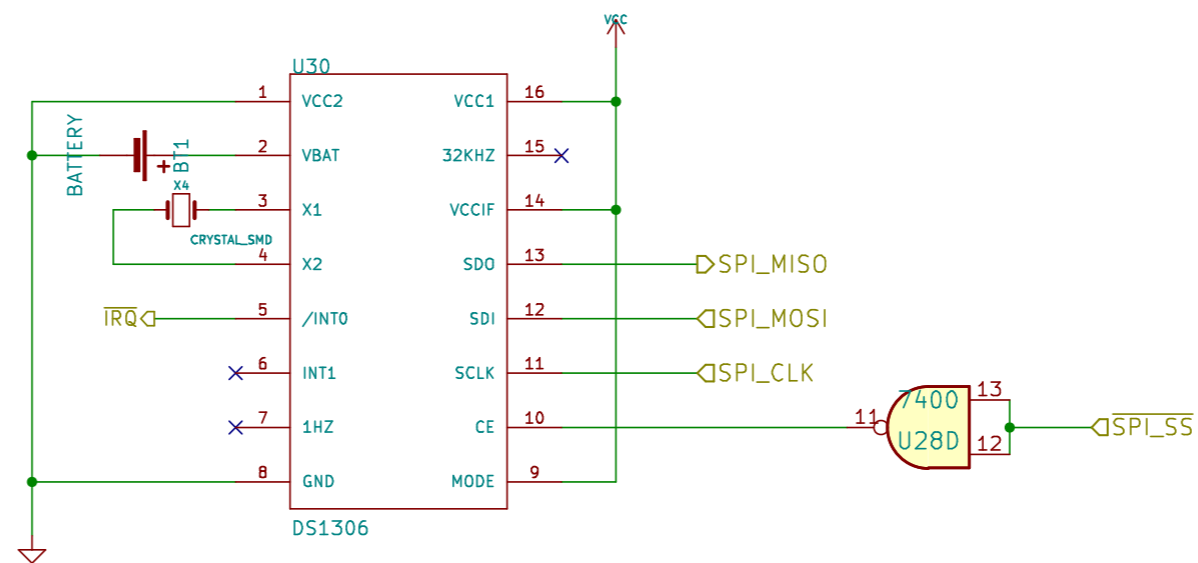 VCC
U30
1 VCC2 VCC1 16
BATTERY
BT1
+
2 VBAT 32KHZ 15
X4
3 X1 VCCIF 14
CRYSTAL_SMD
4 X2 SDO 13 SPI_MISO
IRQ 5 /INT0 SDI 12 SPI_MOSI
6 INT1 SCLK 11 SPI_CLK
7400 13
7 1HZ CE 10 11 SPI_SS
U28D 12
8 GND MODE 9
DS1306